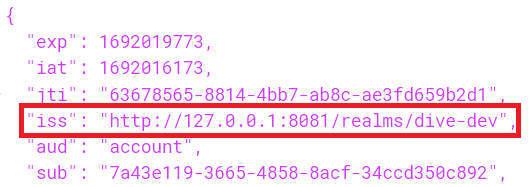 {
"exp": 1692019773,
"iat": 1692016173,
"jti": "63678565-8814-4bb7-ab8c-ae3fd659b2d1",
"iss": "http://127.0.0.1:8081/realms/dive-dev",
"aud": "account",
"sub": "7a43e119-3665-4858-8acf-34ccd350c892",